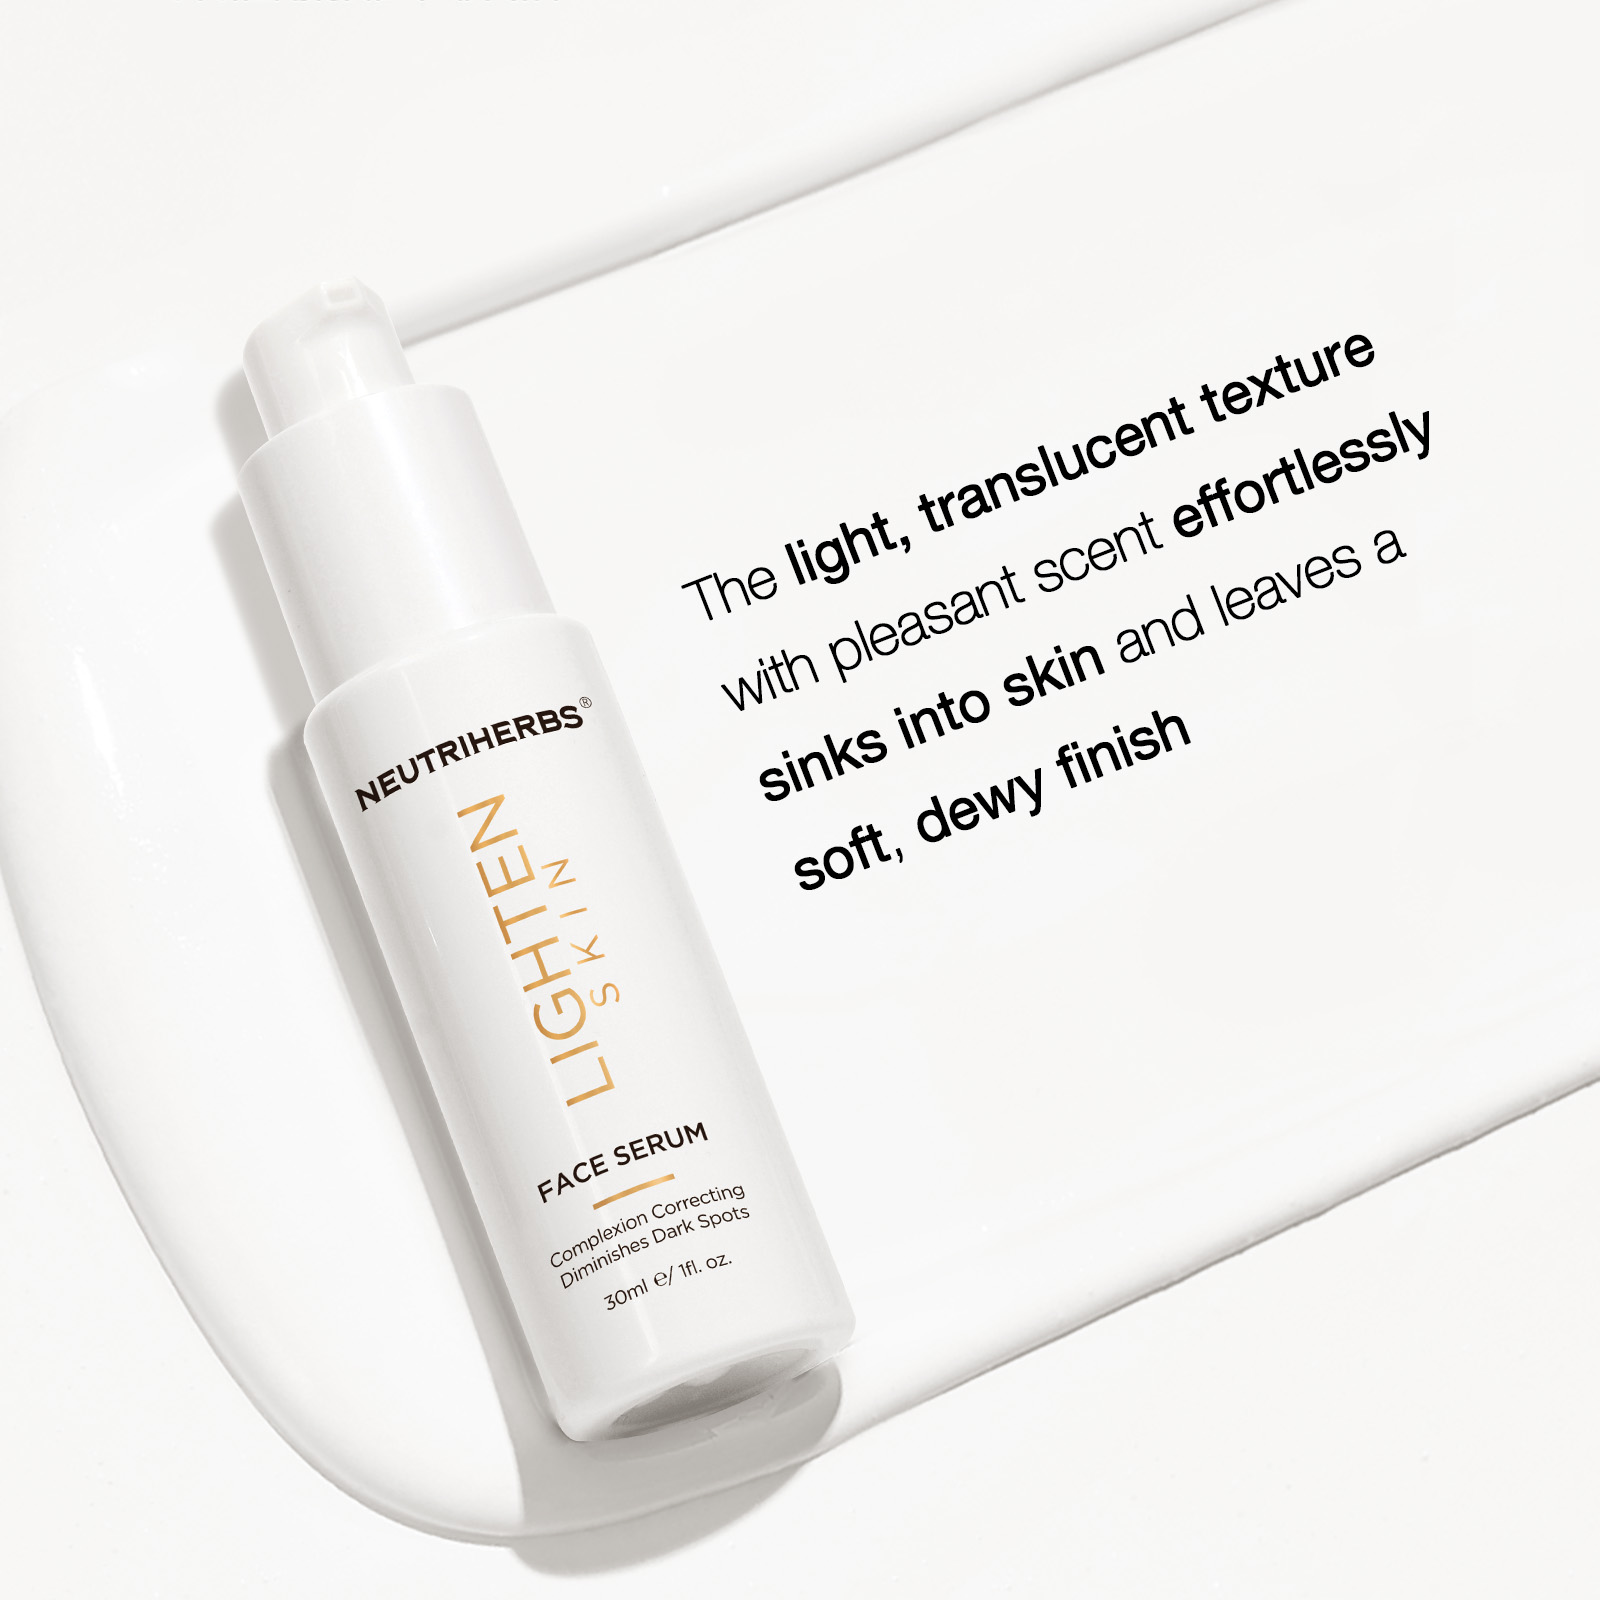 The light, translucent texture
with pleasant scent effortlessly
sinks into skin and leaves a
soft, dewy finish
NEUTRIHERBS®
LIGHTEN
SKIN
FACE SERUM
Complexion Correcting
Diminishes Dark Spots
30ml ℮/ 1fl. oz.